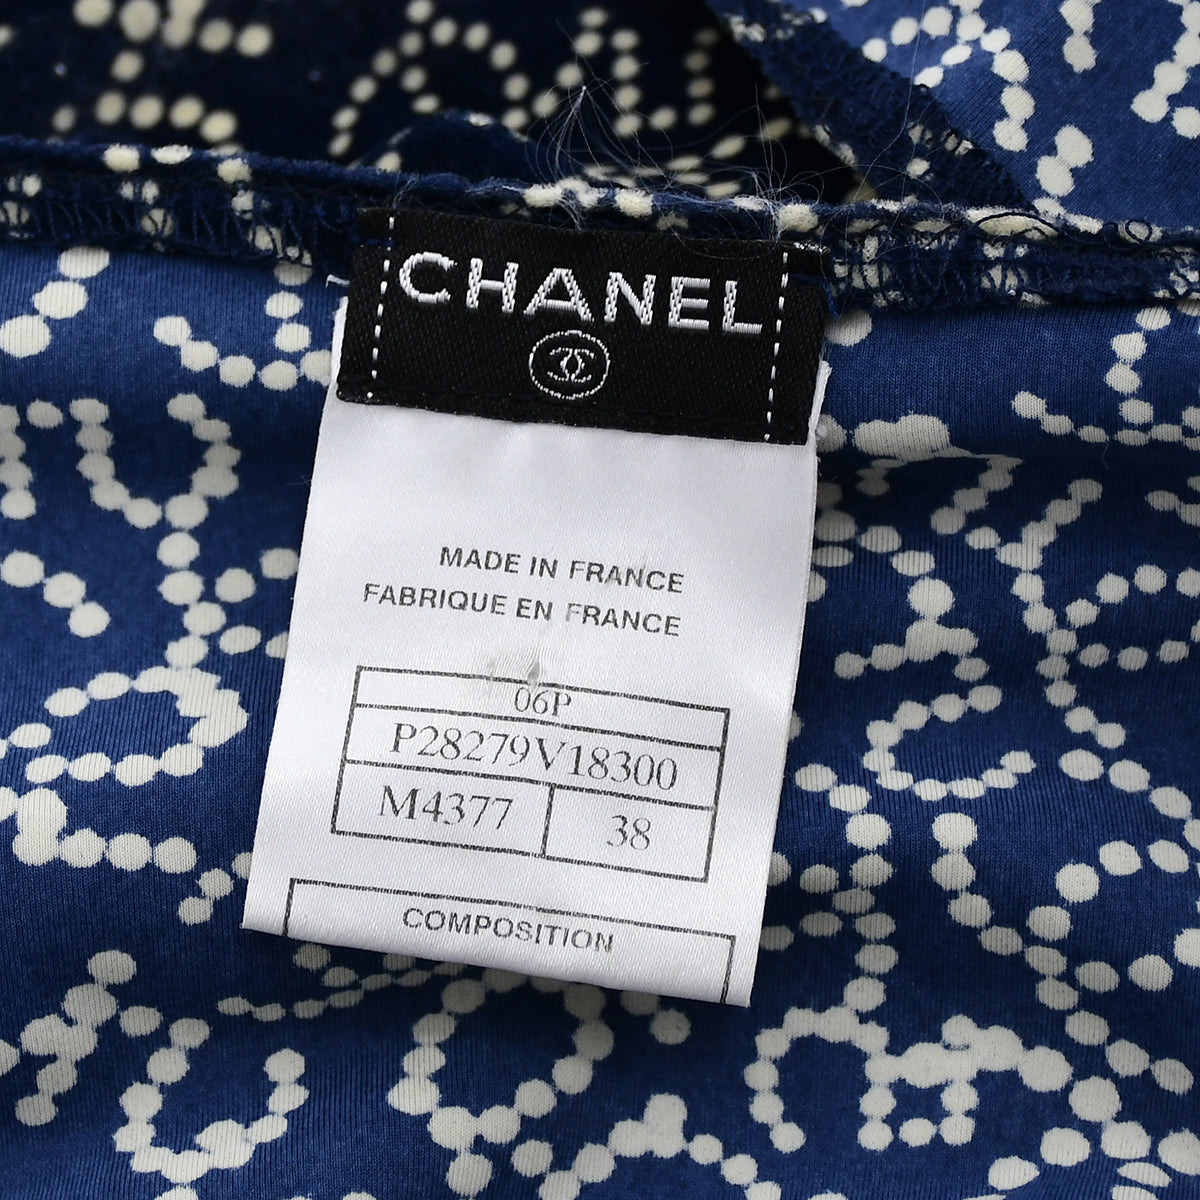 CHANEL
MADE IN FRANCE
FABRIQUE EN FRANCE
06P
P28279V18300
M4377 38
COMPOSITION